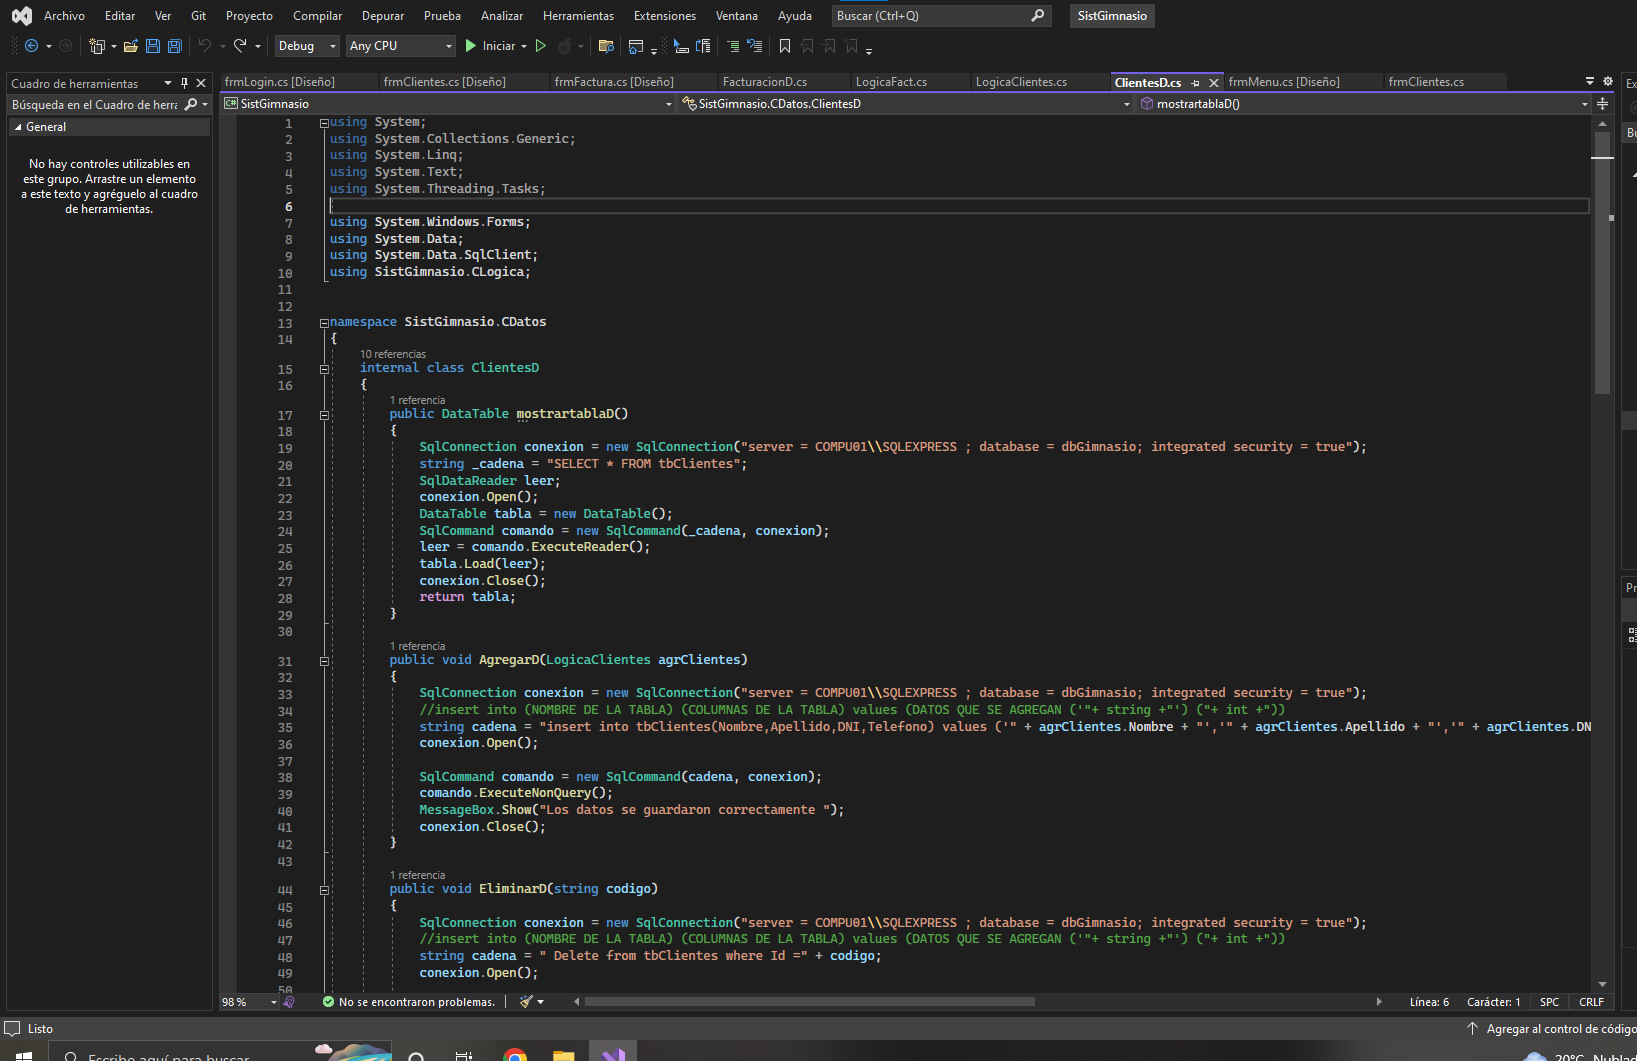 Archivo Editar Ver Git Proyecto Compilar Depurar Prueba Analizar Herramientas Extensiones Ventana Ayuda Buscar (Ctrl+Q) SistGimnasio
Debug Any CPU Iniciar
Cuadro de herramientas
Búsqueda en el Cuadro de herra
General
No hay controles utilizables en
este grupo. Arrastre un elemento
a este texto y agréguelo al cuadro
de herramientas.
frmLogin.cs [Diseño] frmClientes.cs [Diseño] frmFactura.cs [Diseño] FacturacionD.cs LogicaFact.cs LogicaClientes.cs ClientesD.cs frmMenu.cs [Diseño] frmClientes.cs
C# SistGimnasio SistGimnasio.CDatos.ClientesD mostrartablaD()
1 using System;
2 using System.Collections.Generic;
3 using System.Linq;
4 using System.Text;
5 using System.Threading.Tasks;
6
7 using System.Windows.Forms;
8 using System.Data;
9 using System.Data.SqlClient;
10 using SistGimnasio.CLogica;
11
12
13 namespace SistGimnasio.CDatos
14 {
10 referencias
15 internal class ClientesD
16 {
1 referencia
17 public DataTable mostrartablaD()
18 {
19 SqlConnection conexion = new SqlConnection("server = COMPU01\\SQLEXPRESS ; database = dbGimnasio; integrated security = true");
20 string _cadena = "SELECT * FROM tbClientes";
21 SqlDataReader leer;
22 conexion.Open();
23 DataTable tabla = new DataTable();
24 SqlCommand comando = new SqlCommand(_cadena, conexion);
25 leer = comando.ExecuteReader();
26 tabla.Load(leer);
27 conexion.Close();
28 return tabla;
29 }
30
1 referencia
31 public void AgregarD(LogicaClientes agrClientes)
32 {
33 SqlConnection conexion = new SqlConnection("server = COMPU01\\SQLEXPRESS ; database = dbGimnasio; integrated security = true");
34 //insert into (NOMBRE DE LA TABLA) (COLUMNAS DE LA TABLA) values (DATOS QUE SE AGREGAN ('"+ string +"') ("+ int +"))
35 string cadena = "insert into tbClientes(Nombre,Apellido,DNI,Telefono) values ('" + agrClientes.Nombre + "','" + agrClientes.Apellido + "','" + agrClientes.DN
36 conexion.Open();
37
38 SqlCommand comando = new SqlCommand(cadena, conexion);
39 comando.ExecuteNonQuery();
40 MessageBox.Show("Los datos se guardaron correctamente ");
41 conexion.Close();
42 }
43
1 referencia
44 public void EliminarD(string codigo)
45 {
46 SqlConnection conexion = new SqlConnection("server = COMPU01\\SQLEXPRESS ; database = dbGimnasio; integrated security = true");
47 //insert into (NOMBRE DE LA TABLA) (COLUMNAS DE LA TABLA) values (DATOS QUE SE AGREGAN ('"+ string +"') ("+ int +"))
48 string cadena = " Delete from tbClientes where Id =" + codigo;
49 conexion.Open();
50
98 % No se encontraron problemas. Línea: 6 Carácter: 1 SPC CRLF
Listo Agregar al control de código
Escribe aquí para buscar 20°C
Ex
Bu
Pr